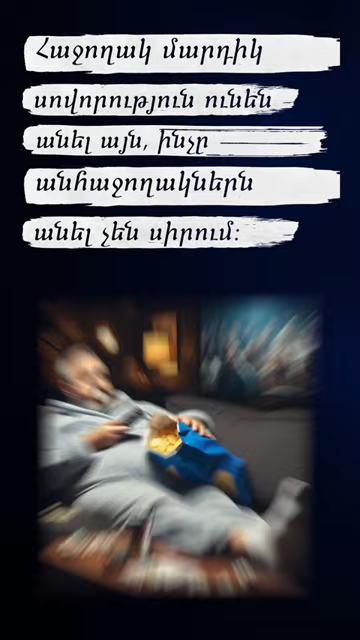 Հաջողակ մարդիկ
սովորություն ունեն
անել այն, ինչը
անհաջողակներն
անել չեն սիրում: